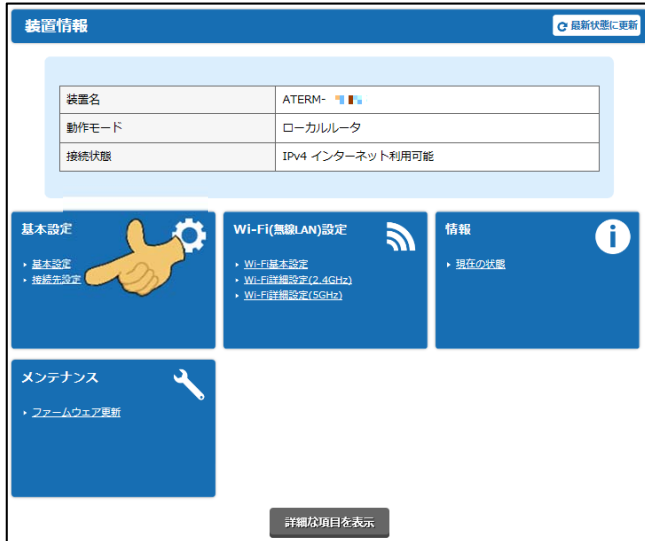 装置情報
最新状態に更新
装置名
ATERM-
動作モード
ローカルルータ
接続状態
IPv4 インターネット利用可能
基本設定
基本設定
接続先設定
Wi-Fi(無線LAN)設定
Wi-Fi基本設定
Wi-Fi詳細設定(2.4GHz)
Wi-Fi詳細設定(5GHz)
情報
現在の状態
メンテナンス
ファームウェア更新
詳細な項目を表示